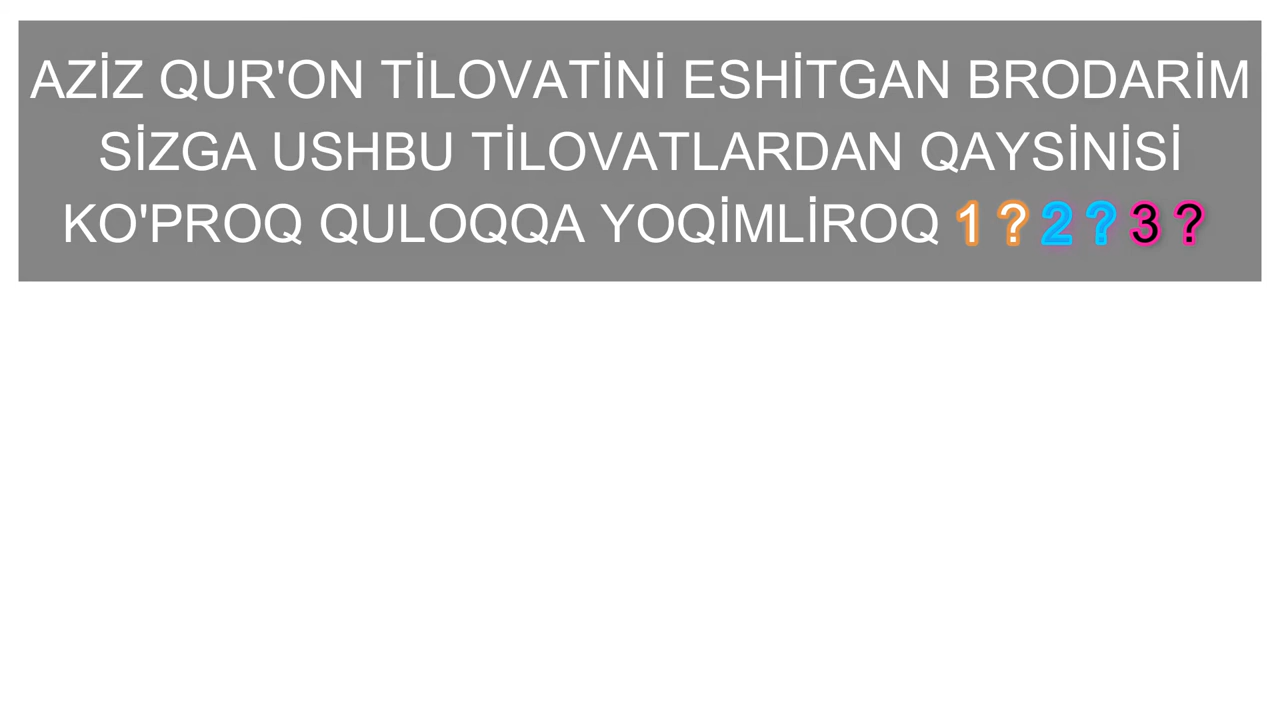 AZİZ QUR'ON TİLOVATİNİ ESHİTGAN BRODARİM
SİZGA USHBU TİLOVATLARDAN QAYSİNİSİ
KO'PROQ QULOQQA YOQİMLİROQ 1 ? 2 ? 3 ?